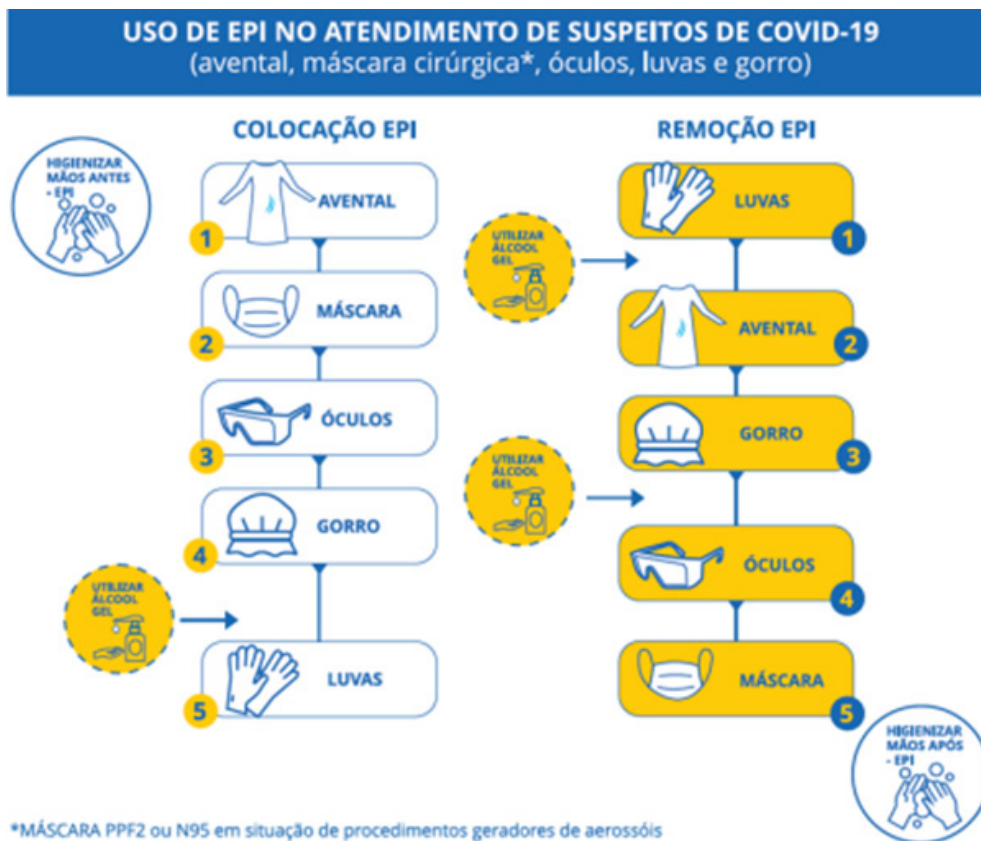 USO DE EPI NO ATENDIMENTO DE SUSPEITOS DE COVID-19
(avental, máscara cirúrgica*, óculos, luvas e gorro)
COLOCAÇÃO EPI
HIGIENIZAR
MÃOS ANTES
- EPI
AVENTAL
1
MÁSCARA
2
ÓCULOS
3
GORRO
4
UTILIZAR
ÁLCOOL
GEL
LUVAS
5
REMOÇÃO EPI
LUVAS
1
UTILIZAR
ÁLCOOL
GEL
AVENTAL
2
GORRO
3
UTILIZAR
ÁLCOOL
GEL
ÓCULOS
4
MÁSCARA
5
HIGIENIZAR
MÃOS APÓS
- EPI
*MÁSCARA PPF2 ou N95 em situação de procedimentos geradores de aerossóis